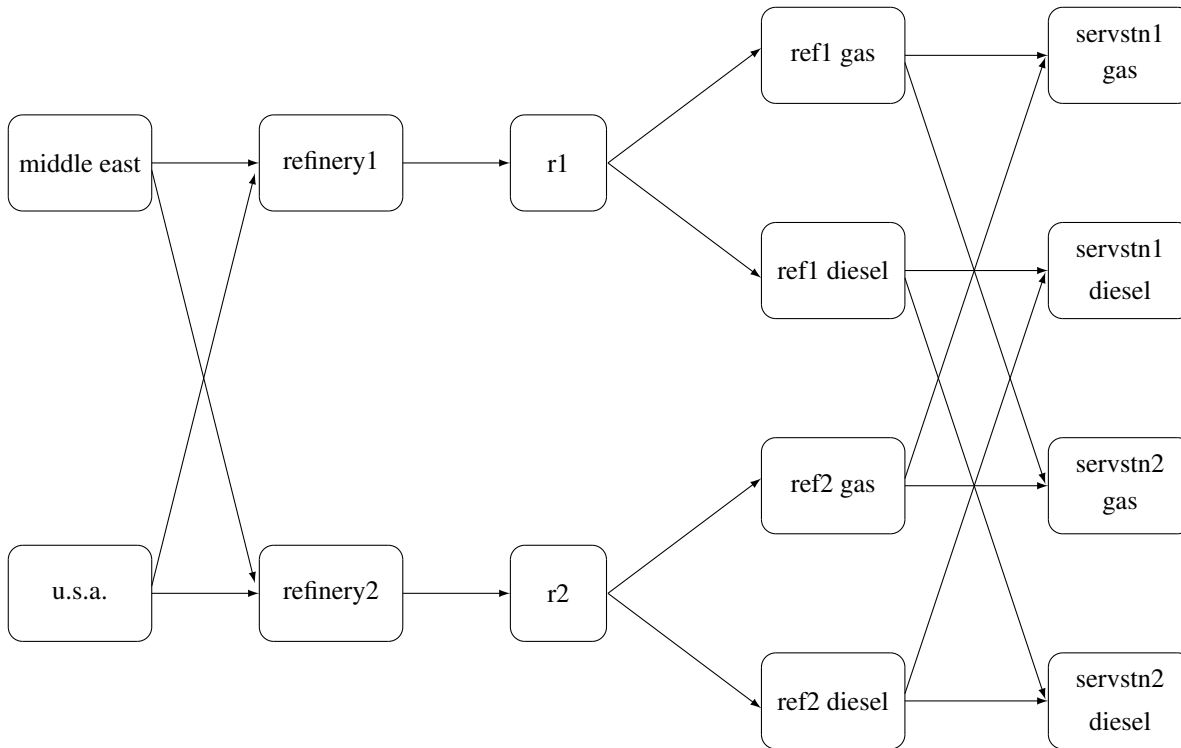 ref1 gas
servstn1
gas
middle east
refinery1
r1
ref1 diesel
servstn1
diesel
ref2 gas
servstn2
gas
u.s.a.
refinery2
r2
ref2 diesel
servstn2
diesel